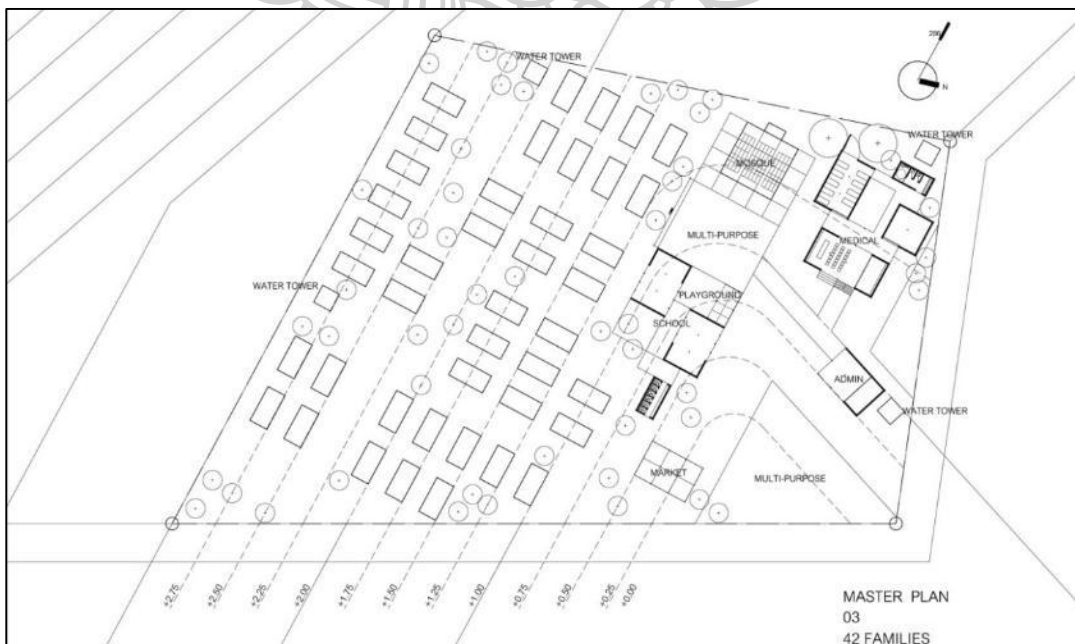 286
N
WATER TOWER
WATER TOWER
MOSQUE
MULTI-PURPOSE
MEDICAL
WATER TOWER
PLAYGROUND
SCHOOL
ADMIN
WATER TOWER
MARKET
MULTI-PURPOSE
+2,75
+2,50
+2,25
+2,00
+1,75
+1,50
+1,25
+1,00
+0,75
+0,50
+0,25
+0,00
MASTER PLAN
03
42 FAMILIES